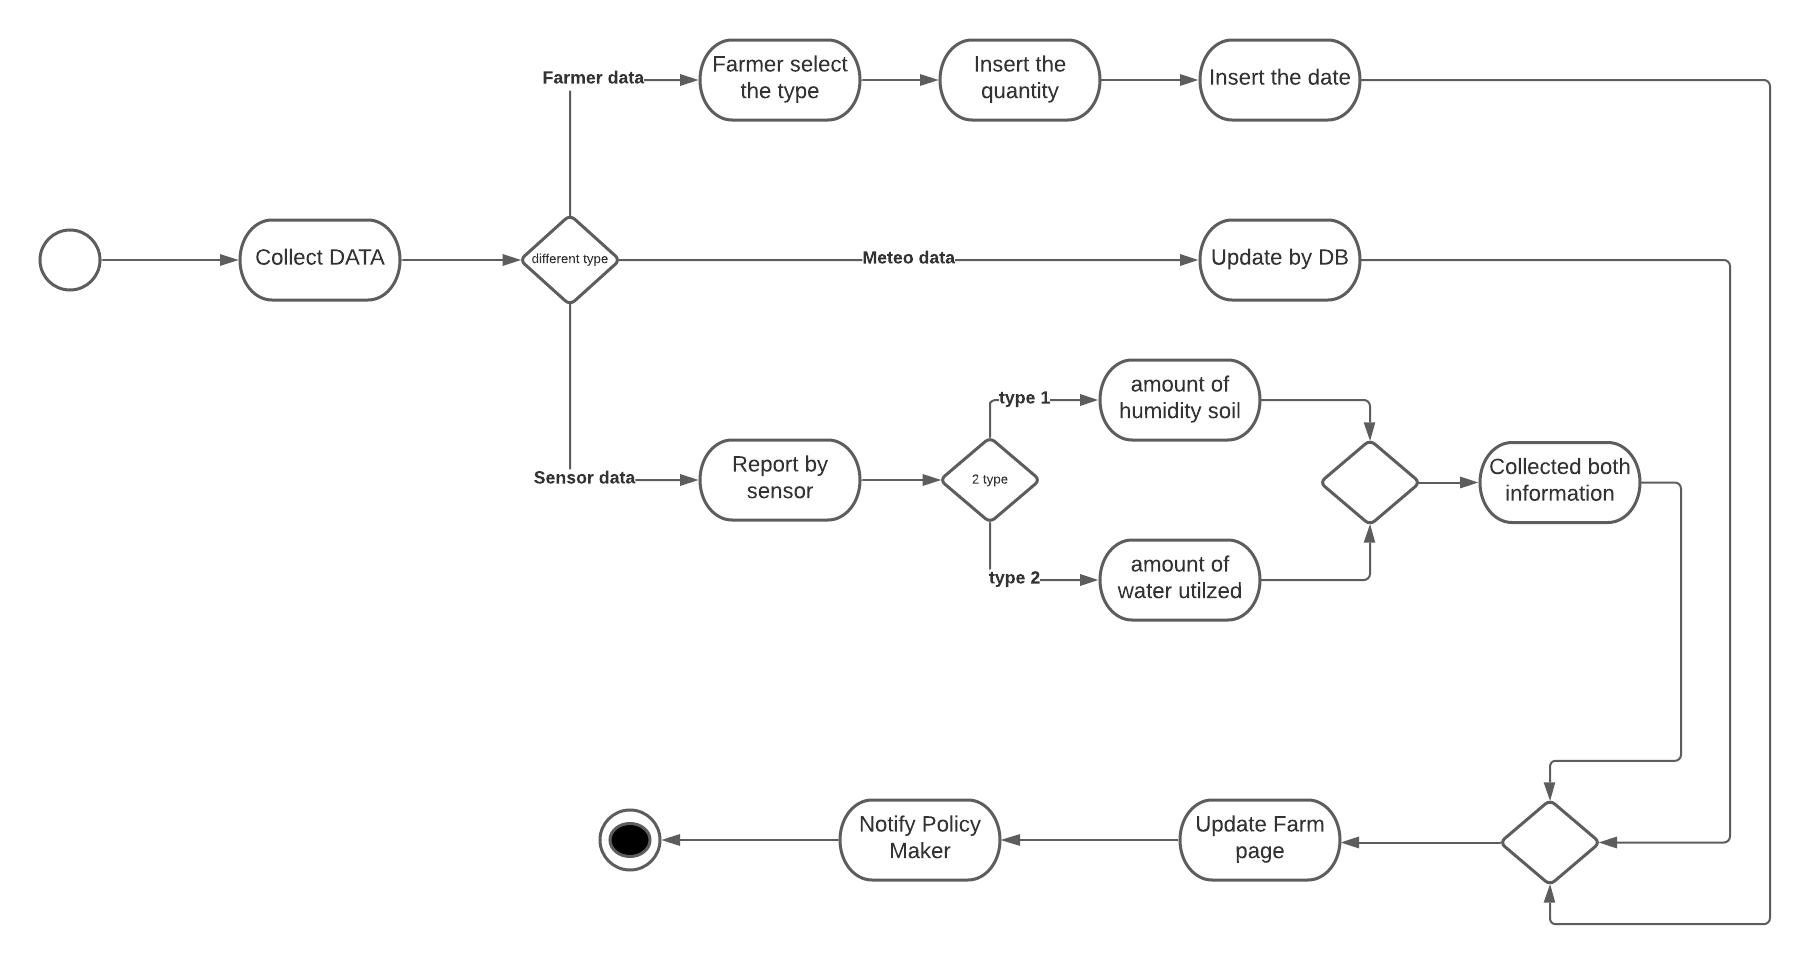 Farmer data
Farmer select
the type
Insert the
quantity
Insert the date
Collect DATA
different type
Meteo data
Update by DB
type 1
amount of
humidity soil
Sensor data
Report by
sensor
2 type
Collected both
information
type 2
amount of
water utilzed
Notify Policy
Maker
Update Farm
page